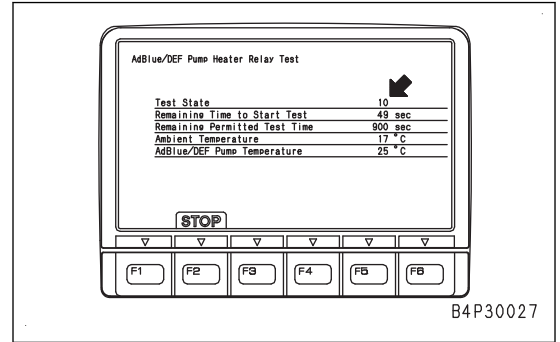 AdBlue/DEF Pump Heater Relay Test
Test State 10
Remaining Time to Start Test 49 sec
Remaining Permitted Test Time 900 sec
Ambient Temperature 17 °C
AdBlue/DEF Pump Temperature 25 °C
STOP
F1 F2 F3 F4 F5 F6
B4P30027